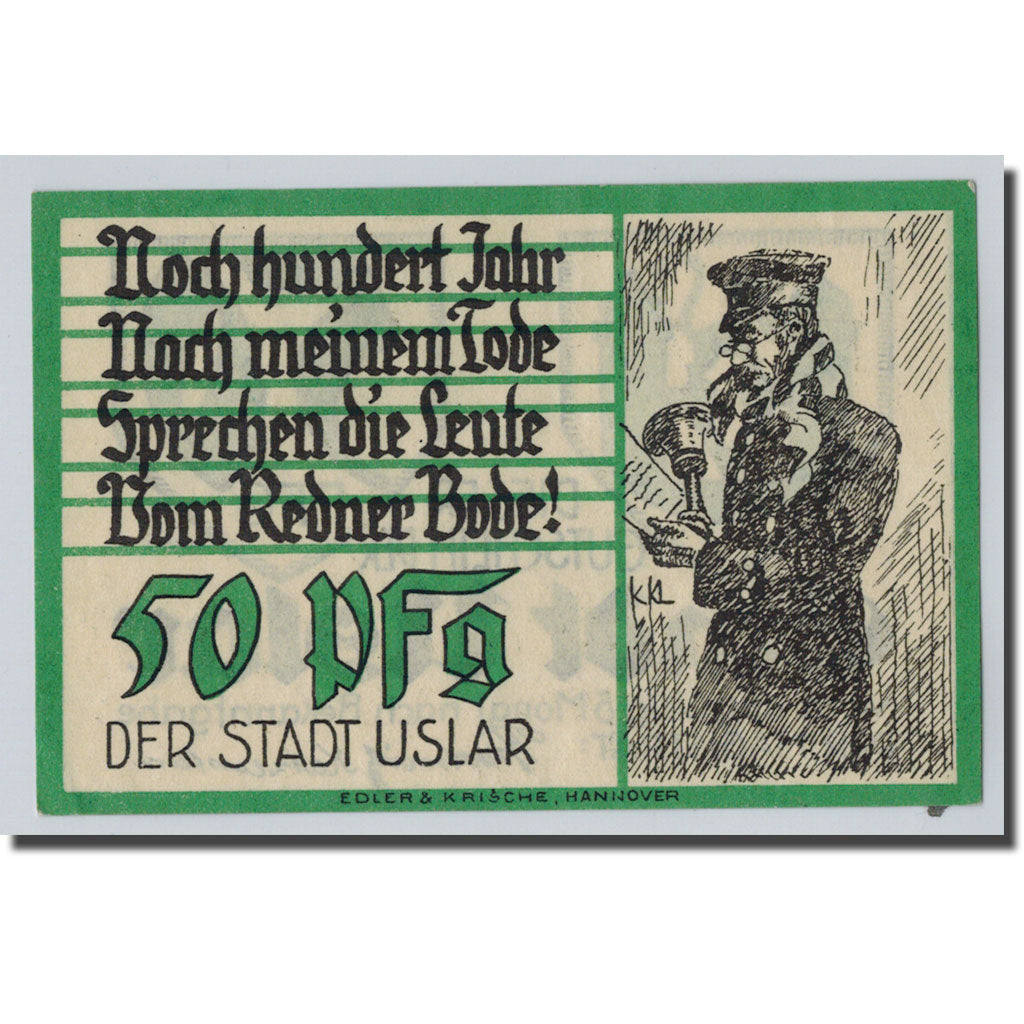 Noch hundert Jahr
Nach meinem Tode
Sprechen die Leute
Vom Redner Bode!
50 PFg
DER STADT USLAR
KKL
EDLER & KRISCHE, HANNOVER